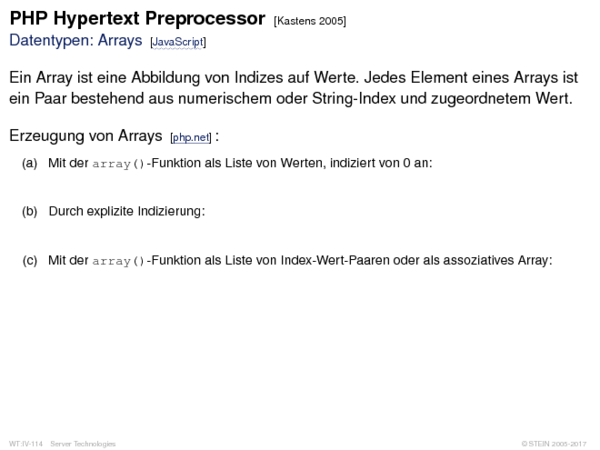 PHP Hypertext Preprocessor [Kastens 2005]
Datentypen: Arrays [JavaScript]
Ein Array ist eine Abbildung von Indizes auf Werte. Jedes Element eines Arrays ist
ein Paar bestehend aus numerischem oder String-Index und zugeordnetem Wert.
Erzeugung von Arrays [php.net] :
(a) Mit der array()-Funktion als Liste von Werten, indiziert von 0 an:
(b) Durch explizite Indizierung:
(c) Mit der array()-Funktion als Liste von Index-Wert-Paaren oder als assoziatives Array:
WT:IV-114 Server Technologies © STEIN 2005-2017